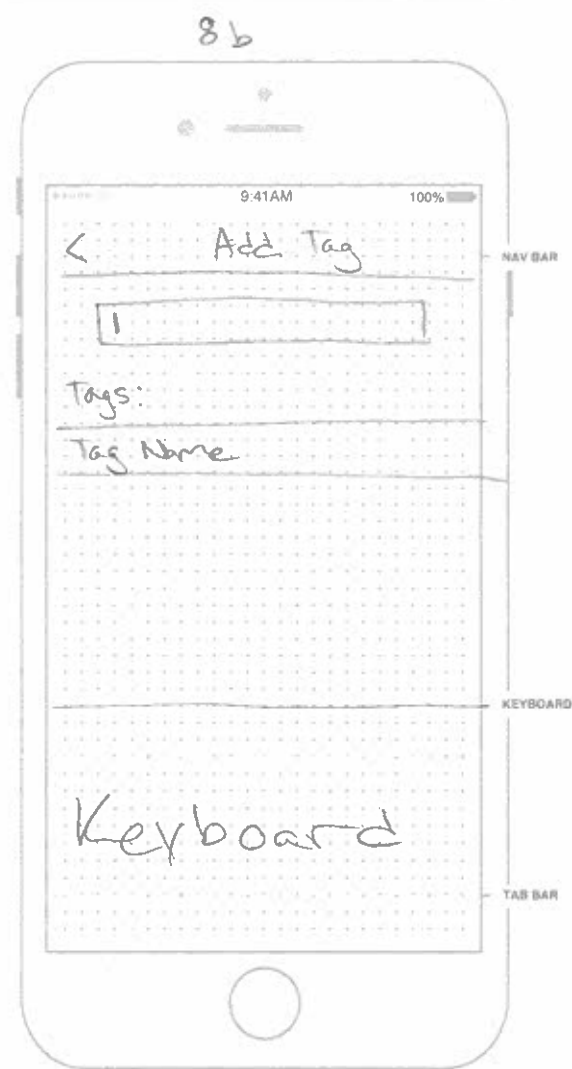 8b
9:41AM 100%
< Add Tag
NAV BAR
Tags:
Tag Name
KEYBOARD
Keyboard
TAB BAR